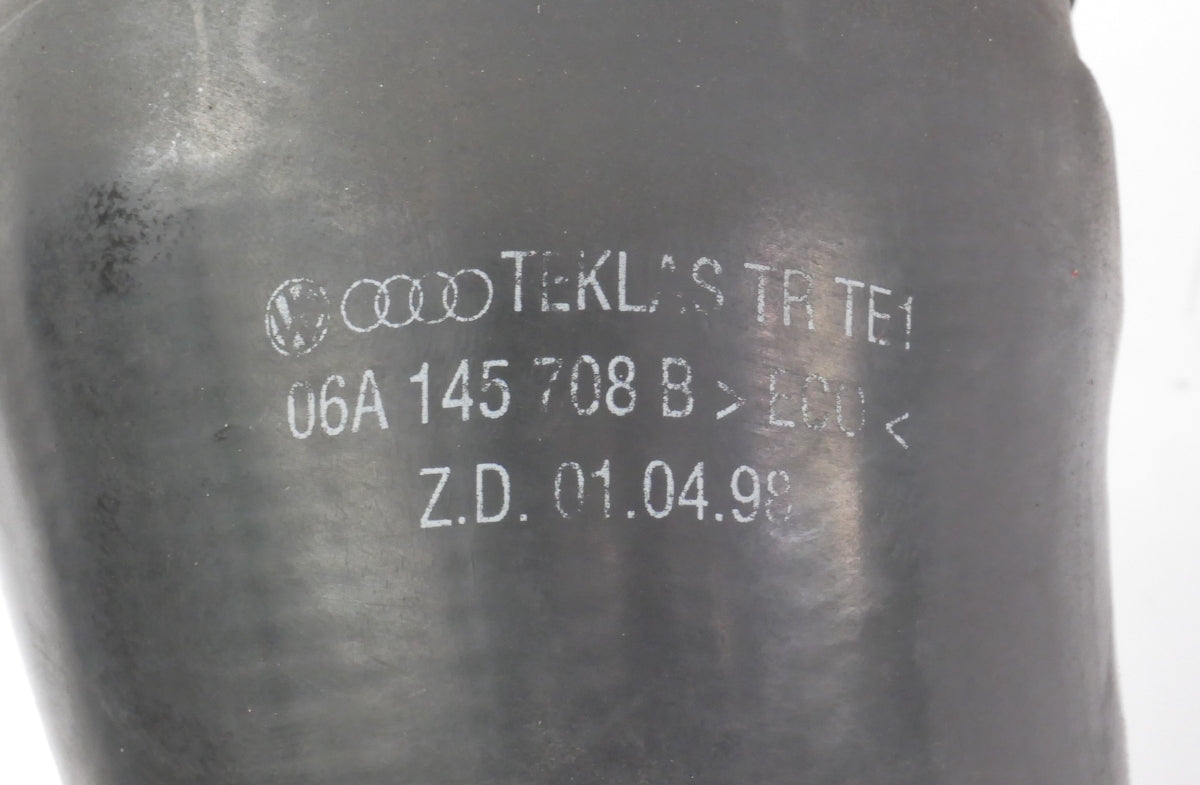 TEKLAS TR TE1
06A 145 708 B > ECO <
Z.D. 01.04.98